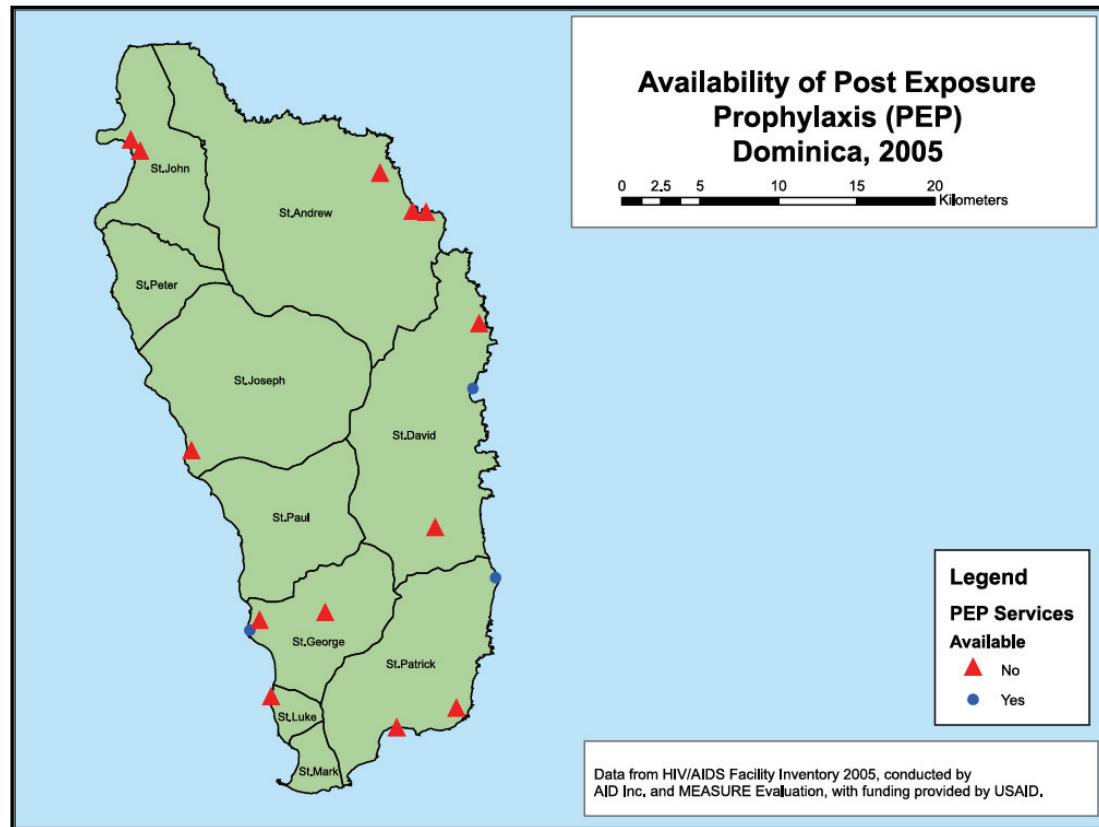 Availability of Post Exposure
Prophylaxis (PEP)
Dominica, 2005
0 2.5 5 10 15 20
Kilometers
St.John
St.Andrew
St.Peter
St.Joseph
St.David
St.Paul
St.George
St.Patrick
St.Luke
St.Mark
Legend
PEP Services
Available
No
Yes
Data from HIV/AIDS Facility Inventory 2005, conducted by
AID Inc. and MEASURE Evaluation, with funding provided by USAID.